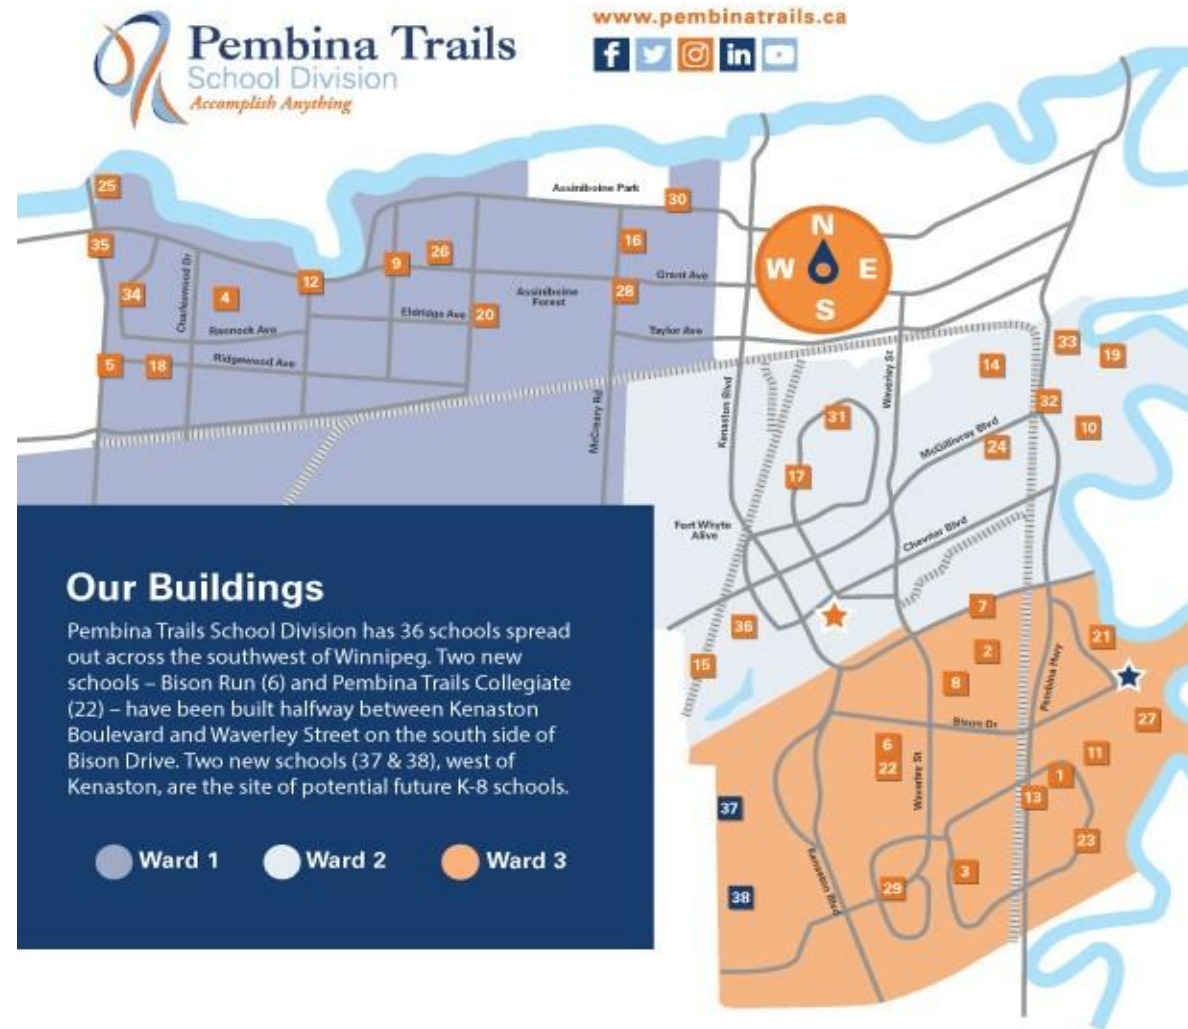 Pembina Trails
School Division
Accomplish Anything
www.pembinatrails.ca
f
in
25
Assiniboine Park
30
N
W E
S
35
16
26
9
12
Grant Ave
28
34
4
Charleswood Dr
Assiniboine
Forest
Eldridge Ave
20
Roanock Ave
Taylor Ave
33
19
5
18
Ridgewood Ave
14
Waverley St
32
Kenaston Blvd
McCreary Rd
31
10
McGillivray Blvd
24
17
Fort Whyte
Alive
Chevrier Blvd
7
36
21
2
15
8
Pembina Hwy
27
Bison Dr
6
22
11
Waverley St
1
13
37
23
3
Kenaston Blvd
29
38
Our Buildings
Pembina Trails School Division has 36 schools spread
out across the southwest of Winnipeg. Two new
schools – Bison Run (6) and Pembina Trails Collegiate
(22) – have been built halfway between Kenaston
Boulevard and Waverley Street on the south side of
Bison Drive. Two new schools (37 & 38), west of
Kenaston, are the site of potential future K-8 schools.
Ward 1
Ward 2
Ward 3